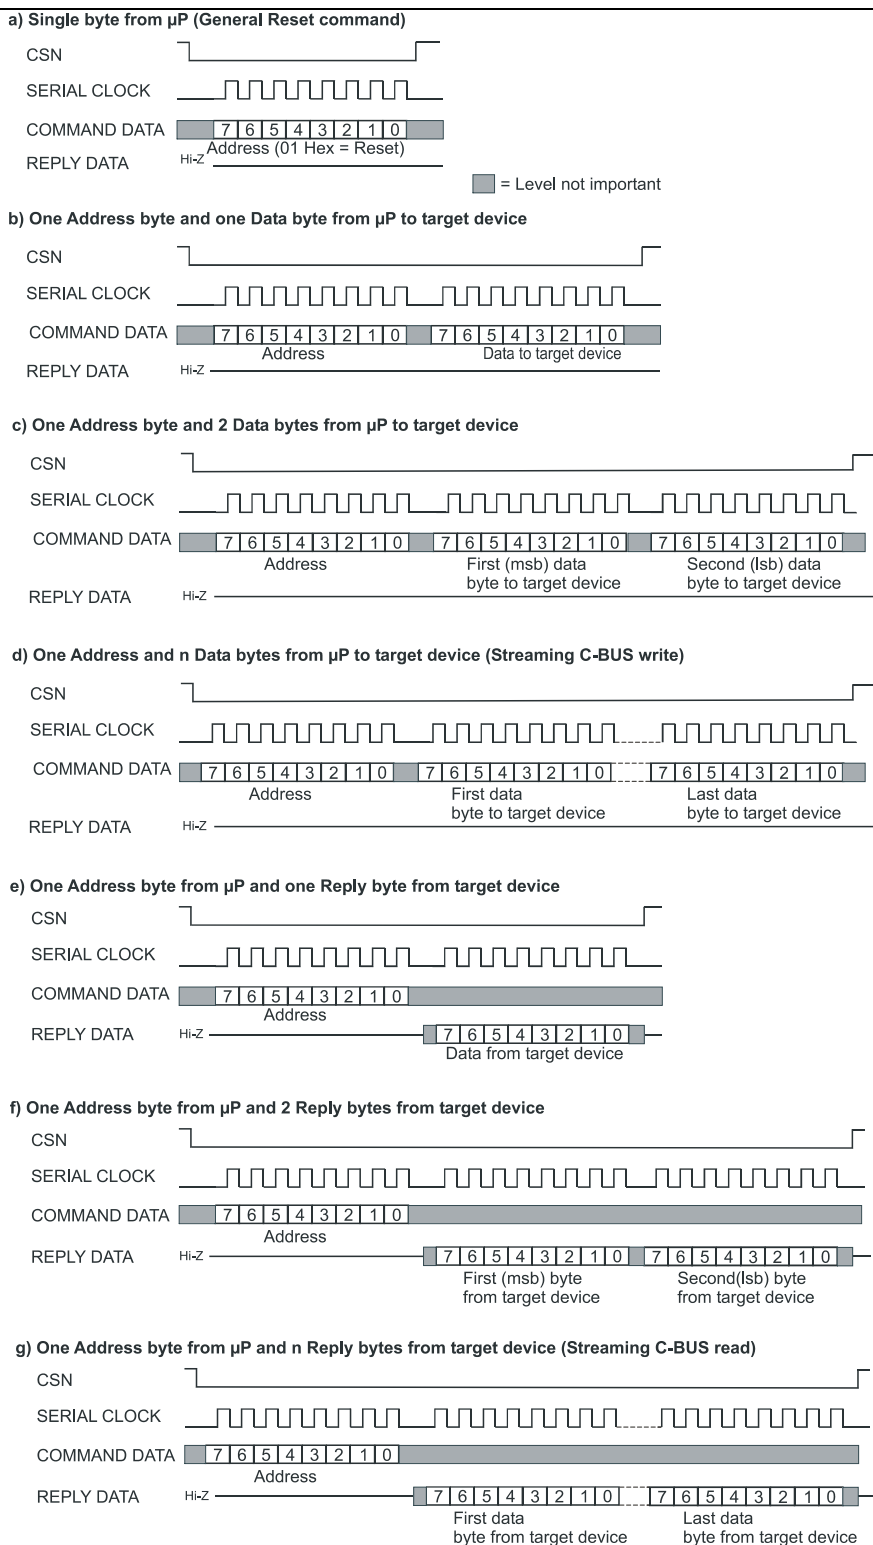 a) Single byte from µP (General Reset command)
CSN
SERIAL CLOCK
COMMAND DATA 7 6 5 4 3 2 1 0
Address (01 Hex = Reset)
REPLY DATA Hi-Z
= Level not important
b) One Address byte and one Data byte from µP to target device
CSN
SERIAL CLOCK
COMMAND DATA 7 6 5 4 3 2 1 0 7 6 5 4 3 2 1 0
Address Data to target device
REPLY DATA Hi-Z
c) One Address byte and 2 Data bytes from µP to target device
CSN
SERIAL CLOCK
COMMAND DATA 7 6 5 4 3 2 1 0 7 6 5 4 3 2 1 0 7 6 5 4 3 2 1 0
Address First (msb) data Second (lsb) data
byte to target device byte to target device
REPLY DATA Hi-Z
d) One Address and n Data bytes from µP to target device (Streaming C-BUS write)
CSN
SERIAL CLOCK
COMMAND DATA 7 6 5 4 3 2 1 0 7 6 5 4 3 2 1 0 7 6 5 4 3 2 1 0
Address First data Last data
byte to target device byte to target device
REPLY DATA Hi-Z
e) One Address byte from µP and one Reply byte from target device
CSN
SERIAL CLOCK
COMMAND DATA 7 6 5 4 3 2 1 0
Address
REPLY DATA Hi-Z 7 6 5 4 3 2 1 0
Data from target device
f) One Address byte from µP and 2 Reply bytes from target device
CSN
SERIAL CLOCK
COMMAND DATA 7 6 5 4 3 2 1 0
Address
REPLY DATA Hi-Z 7 6 5 4 3 2 1 0 7 6 5 4 3 2 1 0
First (msb) byte Second(lsb) byte
from target device from target device
g) One Address byte from µP and n Reply bytes from target device (Streaming C-BUS read)
CSN
SERIAL CLOCK
COMMAND DATA 7 6 5 4 3 2 1 0
Address
REPLY DATA Hi-Z 7 6 5 4 3 2 1 0 7 6 5 4 3 2 1 0
First data Last data
byte from target device byte from target device